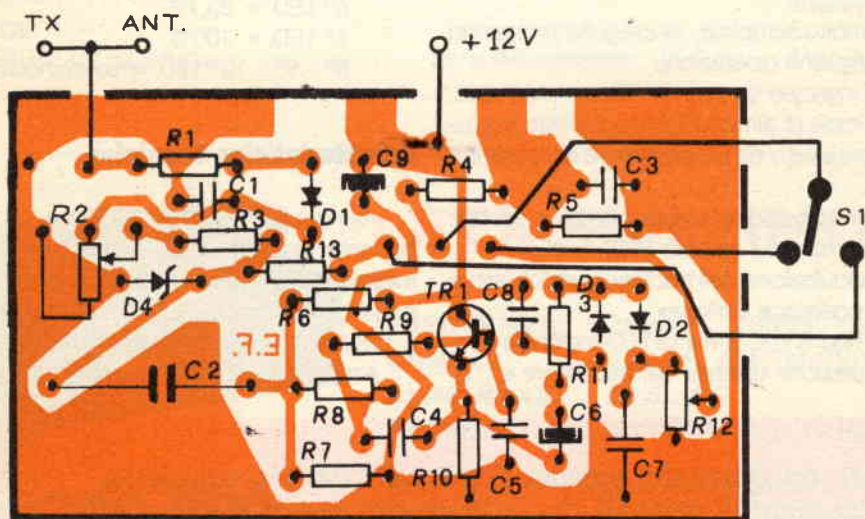 TX ANT.
+12V
R1 C9 R4 C3
C1 R5
R2 R3 D1 S1
R13
D4 TR1 C8 D3 D2
R6
R9
E.F.
C2 R11
R8 C4 C6 R12
R7 R10 C5 C7